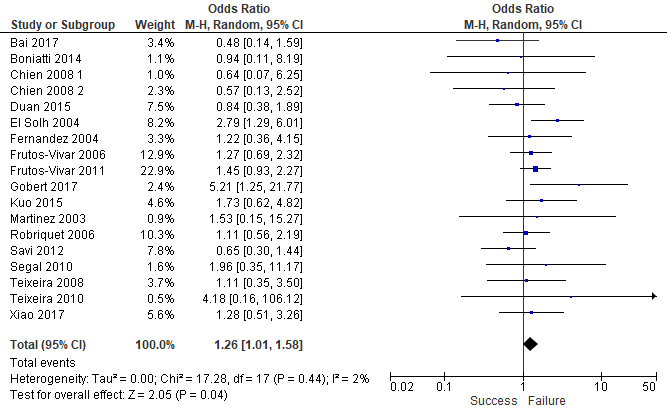 Odds Ratio Odds Ratio
Study or Subgroup Weight M-H, Random, 95% CI M-H, Random, 95% CI
Bai 2017 3.4% 0.48 [0.14, 1.59]
Boniatti 2014 1.1% 0.94 [0.11, 8.19]
Chien 2008 1 1.0% 0.64 [0.07, 6.25]
Chien 2008 2 2.3% 0.57 [0.13, 2.52]
Duan 2015 7.5% 0.84 [0.38, 1.89]
El Solh 2004 8.2% 2.79 [1.29, 6.01]
Fernandez 2004 3.3% 1.22 [0.36, 4.15]
Frutos-Vivar 2006 12.9% 1.27 [0.69, 2.32]
Frutos-Vivar 2011 22.9% 1.45 [0.93, 2.27]
Gobert 2017 2.4% 5.21 [1.25, 21.77]
Kuo 2015 4.6% 1.73 [0.62, 4.82]
Martinez 2003 0.9% 1.53 [0.15, 15.27]
Robriquet 2006 10.3% 1.11 [0.56, 2.19]
Savi 2012 7.8% 0.65 [0.30, 1.44]
Segal 2010 1.6% 1.96 [0.35, 11.17]
Teixeira 2008 3.7% 1.11 [0.35, 3.50]
Teixeira 2010 0.5% 4.18 [0.16, 106.12]
Xiao 2017 5.6% 1.28 [0.51, 3.26]
Total (95% CI) 100.0% 1.26 [1.01, 1.58]
Total events
Heterogeneity: Tau² = 0.00; Chi² = 17.28, df = 17 (P = 0.44); I² = 2%
Test for overall effect: Z = 2.05 (P = 0.04)
0.02 0.1 1 10 50
Success Failure